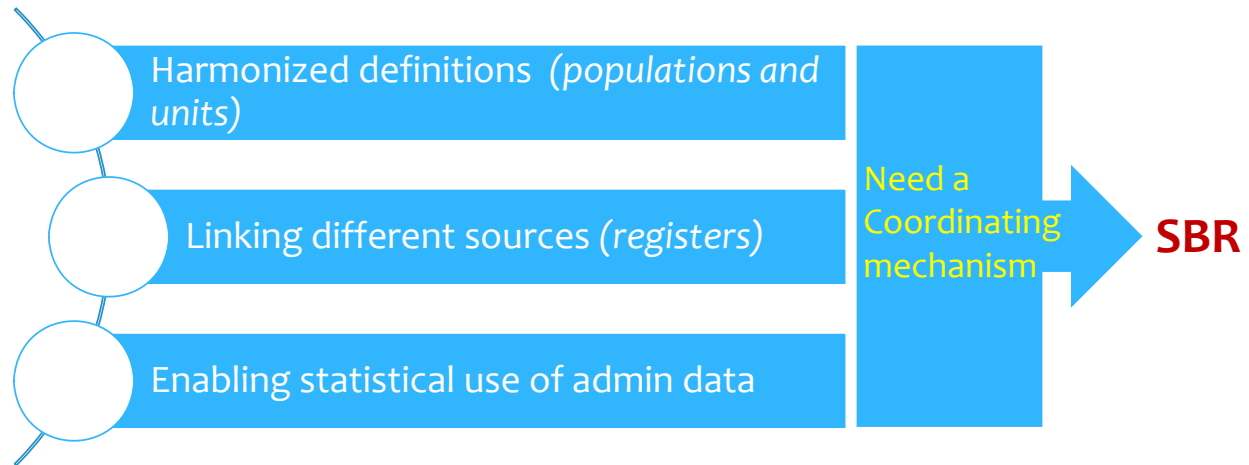 Harmonized definitions (populations and
units)
Linking different sources (registers)
Enabling statistical use of admin data
Need a
Coordinating
mechanism
SBR